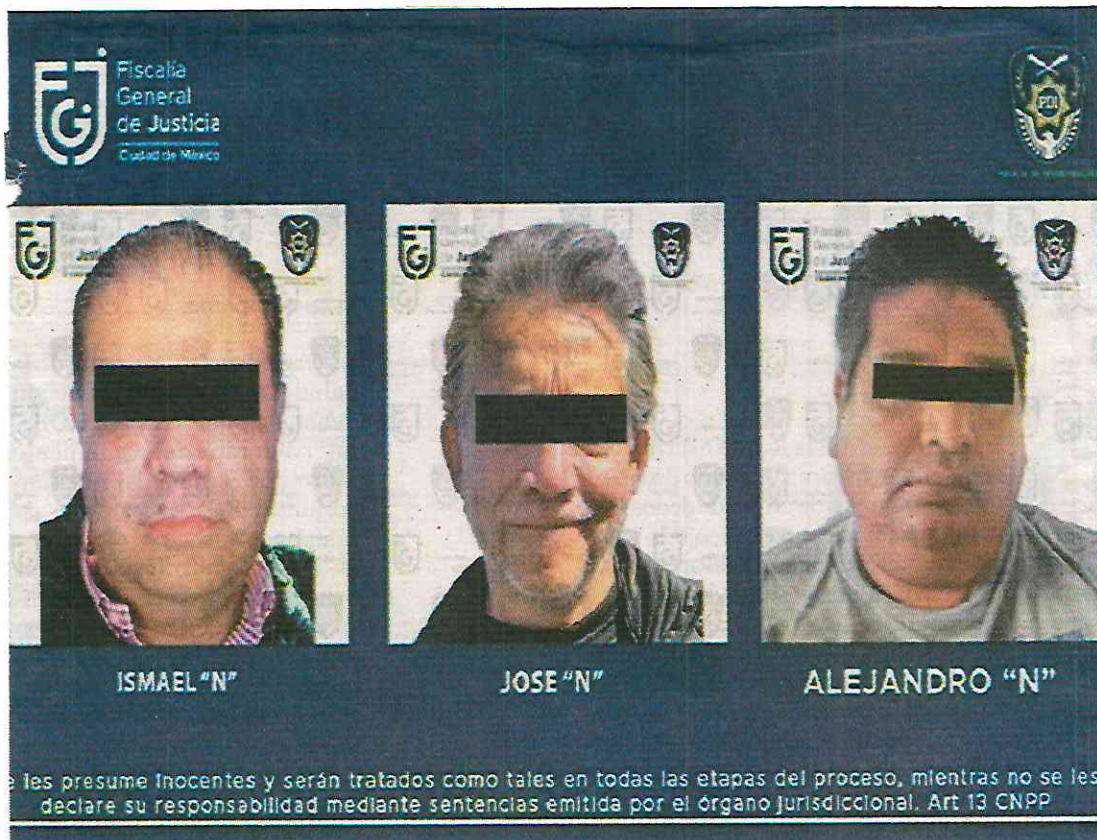 Fiscalía
General
de Justicia
Ciudad de México
PDI
ISMAEL "N"
JOSE "N"
ALEJANDRO "N"
e les presume inocentes y serán tratados como tales en todas las etapas del proceso, mientras no se les
declare su responsabilidad mediante sentencias emitida por el órgano jurisdiccional. Art 13 CNPP